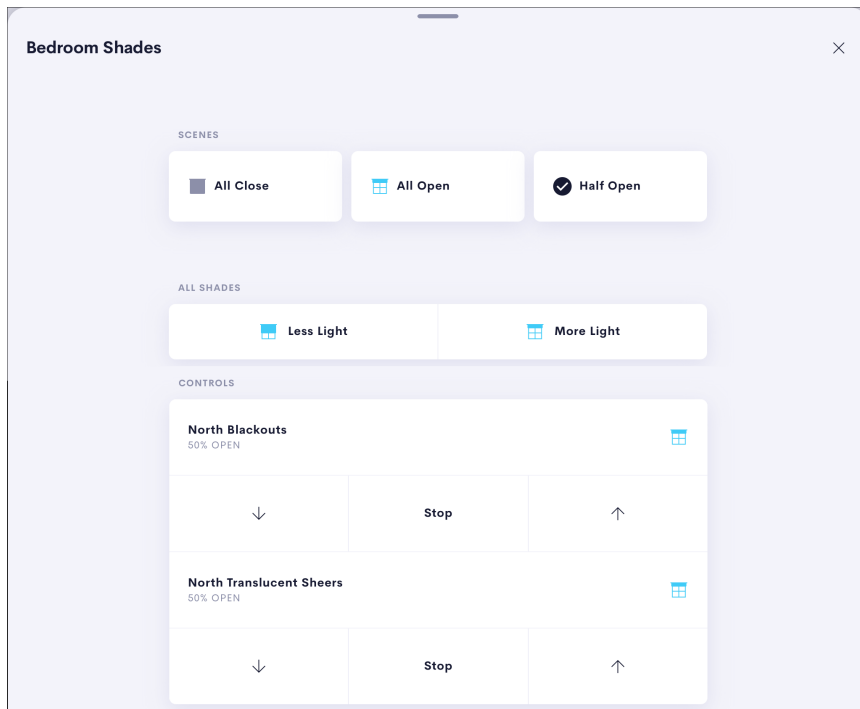 Bedroom Shades
SCENES
All Close
All Open
Half Open
ALL SHADES
Less Light
More Light
CONTROLS
North Blackouts
50% OPEN
Stop
North Translucent Sheers
50% OPEN
Stop